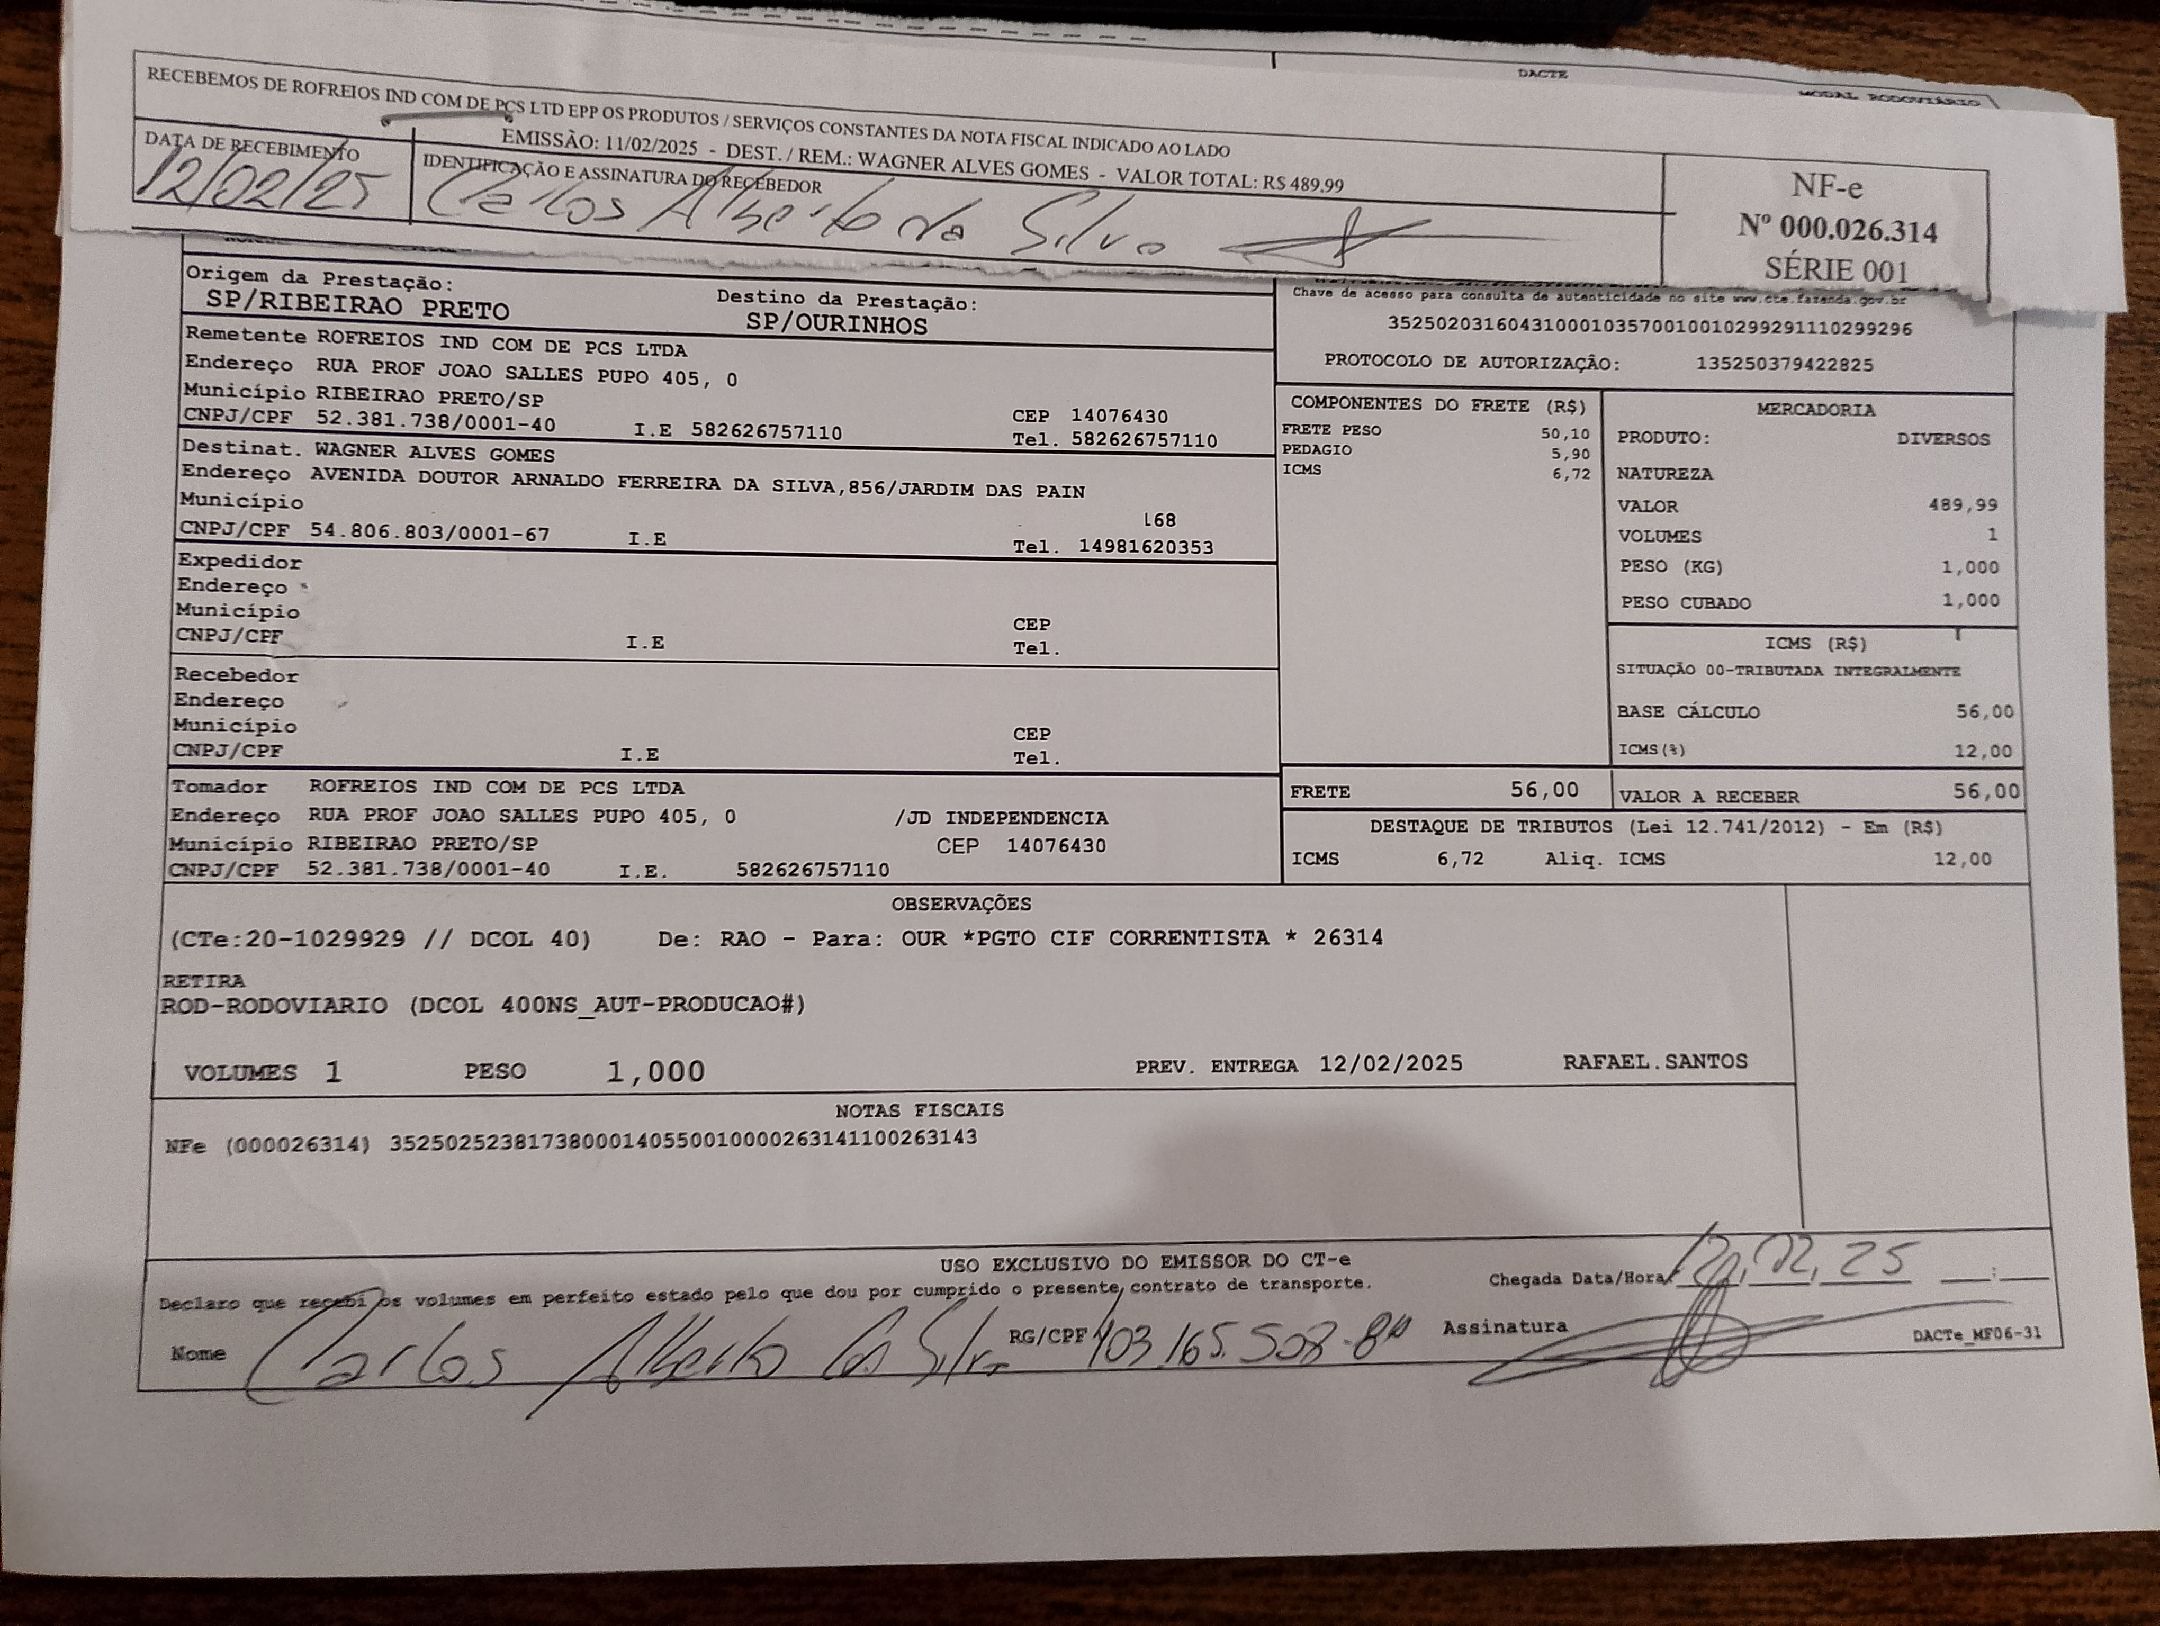 DACTE
MODAL RODOVIÁRIO
RECEBEMOS DE ROFREIOS IND COM DE PCS LTD EPP OS PRODUTOS / SERVIÇOS CONSTANTES DA NOTA FISCAL INDICADO AO LADO
EMISSÃO: 11/02/2025 - DEST. / REM.: WAGNER ALVES GOMES - VALOR TOTAL: R$ 489,99
DATA DE RECEBIMENTO
12/02/25
IDENTIFICAÇÃO E ASSINATURA DO RECEBEDOR
Carlos Alberto da Silva
NF-e
Nº 000.026.314
SÉRIE 001
Origem da Prestação:
SP/RIBEIRAO PRETO
Destino da Prestação:
SP/OURINHOS
Chave de acesso para consulta de autenticidade no site www.cte.fazenda.gov.br
35250203160431000103570010010299291110299296
PROTOCOLO DE AUTORIZAÇÃO: 135250379422825
Remetente ROFREIOS IND COM DE PCS LTDA
Endereço RUA PROF JOAO SALLES PUPO 405, 0
Município RIBEIRAO PRETO/SP CEP 14076430
CNPJ/CPF 52.381.738/0001-40 I.E 582626757110 Tel. 582626757110
Destinat. WAGNER ALVES GOMES
Endereço AVENIDA DOUTOR ARNALDO FERREIRA DA SILVA,856/JARDIM DAS PAIN
Município 168
CNPJ/CPF 54.806.803/0001-67 I.E Tel. 14981620353
Expedidor
Endereço
Município CEP
CNPJ/CPF I.E Tel.
Recebedor
Endereço
Município CEP
CNPJ/CPF I.E Tel.
Tomador ROFREIOS IND COM DE PCS LTDA
Endereço RUA PROF JOAO SALLES PUPO 405, 0 /JD INDEPENDENCIA
Município RIBEIRAO PRETO/SP CEP 14076430
CNPJ/CPF 52.381.738/0001-40 I.E. 582626757110
COMPONENTES DO FRETE (R$)
FRETE PESO 50,10
PEDAGIO 5,90
ICMS 6,72
MERCADORIA
PRODUTO: DIVERSOS
NATUREZA
VALOR 489,99
VOLUMES 1
PESO (KG) 1,000
PESO CUBADO 1,000
ICMS (R$)
SITUAÇÃO 00-TRIBUTADA INTEGRALMENTE
BASE CÁLCULO 56,00
ICMS(%) 12,00
FRETE 56,00 VALOR A RECEBER 56,00
DESTAQUE DE TRIBUTOS (Lei 12.741/2012) - Em (R$)
ICMS 6,72 Aliq. ICMS 12,00
OBSERVAÇÕES
(CTe:20-1029929 // DCOL 40) De: RAO - Para: OUR *PGTO CIF CORRENTISTA * 26314
RETIRA
ROD-RODOVIARIO (DCOL 400NS_AUT-PRODUCAO#)
VOLUMES 1 PESO 1,000 PREV. ENTREGA 12/02/2025 RAFAEL.SANTOS
NOTAS FISCAIS
NFe (000026314) 35250252381738000140550010000263141100263143
USO EXCLUSIVO DO EMISSOR DO CT-e
Declaro que recebi os volumes em perfeito estado pelo que dou por cumprido o presente contrato de transporte.
Chegada Data/Hora 12,02,25 __:__
Nome Carlos Alberto da Silva RG/CPF 403.165.508-80 Assinatura
DACTe_MF06-31